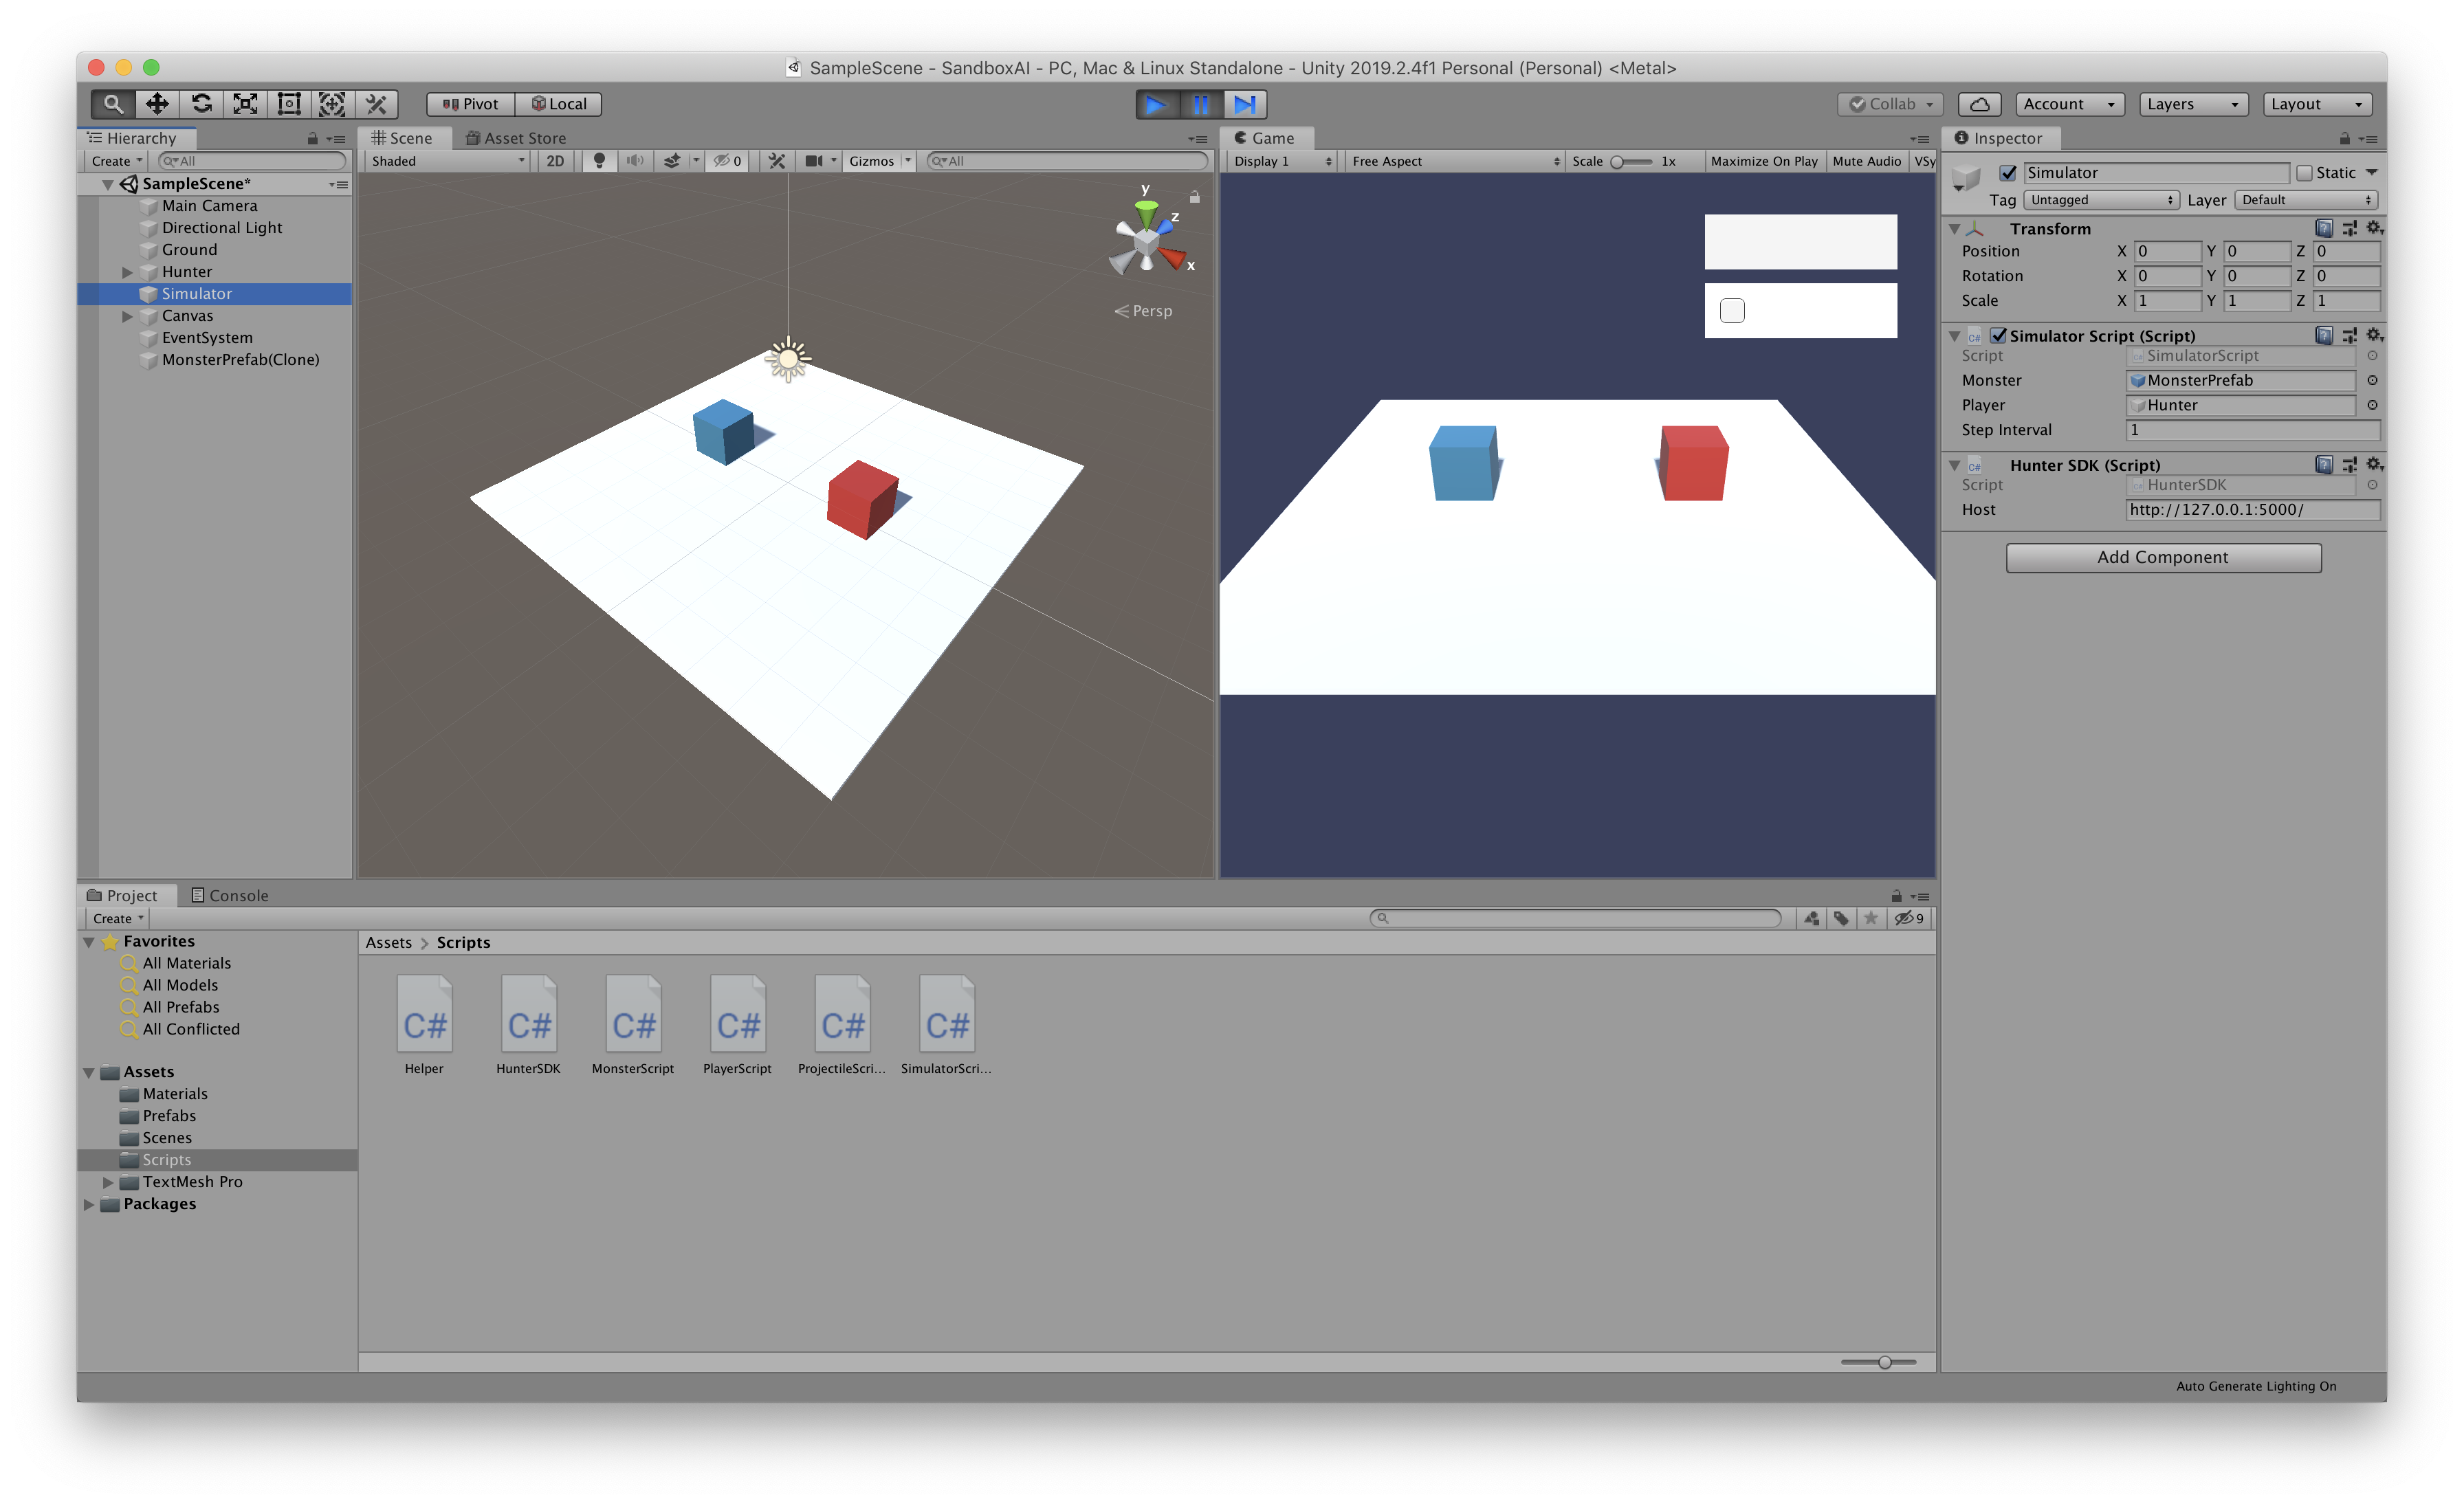 SampleScene - SandboxAI - PC, Mac & Linux Standalone - Unity 2019.2.4f1 Personal (Personal) <Metal>
Pivot Local Collab Account Layers Layout
Hierarchy
Create All
SampleScene*
Main Camera
Directional Light
Ground
Hunter
Simulator
Canvas
EventSystem
MonsterPrefab(Clone)
Scene Asset Store
Shaded 2D 0 Gizmos All
y
z
x
Persp
Game
Display 1 Free Aspect Scale 1x Maximize On Play Mute Audio VSy
Inspector
Simulator Static
Tag Untagged Layer Default
Transform
Position X 0 Y 0 Z 0
Rotation X 0 Y 0 Z 0
Scale X 1 Y 1 Z 1
C# Simulator Script (Script)
Script SimulatorScript
Monster MonsterPrefab
Player Hunter
Step Interval 1
C# Hunter SDK (Script)
Script HunterSDK
Host http://127.0.0.1:5000/
Add Component
Project Console
Create 9
Favorites
All Materials
All Models
All Prefabs
All Conflicted
Assets
Materials
Prefabs
Scenes
Scripts
TextMesh Pro
Packages
Assets > Scripts
C# C# C# C# C# C#
Helper HunterSDK MonsterScript PlayerScript ProjectileScri... SimulatorScri...
Auto Generate Lighting On